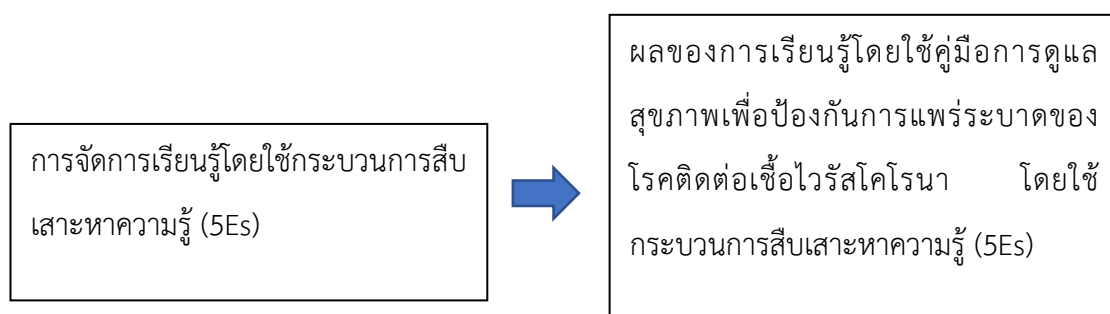 การจัดการเรียนรู้โดยใช้กระบวนการสืบ
เสาะหาความรู้ (5Es)
ผลของการเรียนรู้โดยใช้คู่มือการดูแล
สุขภาพเพื่อป้องกันการแพร่ระบาดของ
โรคติดต่อเชื้อไวรัสโคโรนา โดยใช้
กระบวนการสืบเสาะหาความรู้ (5Es)